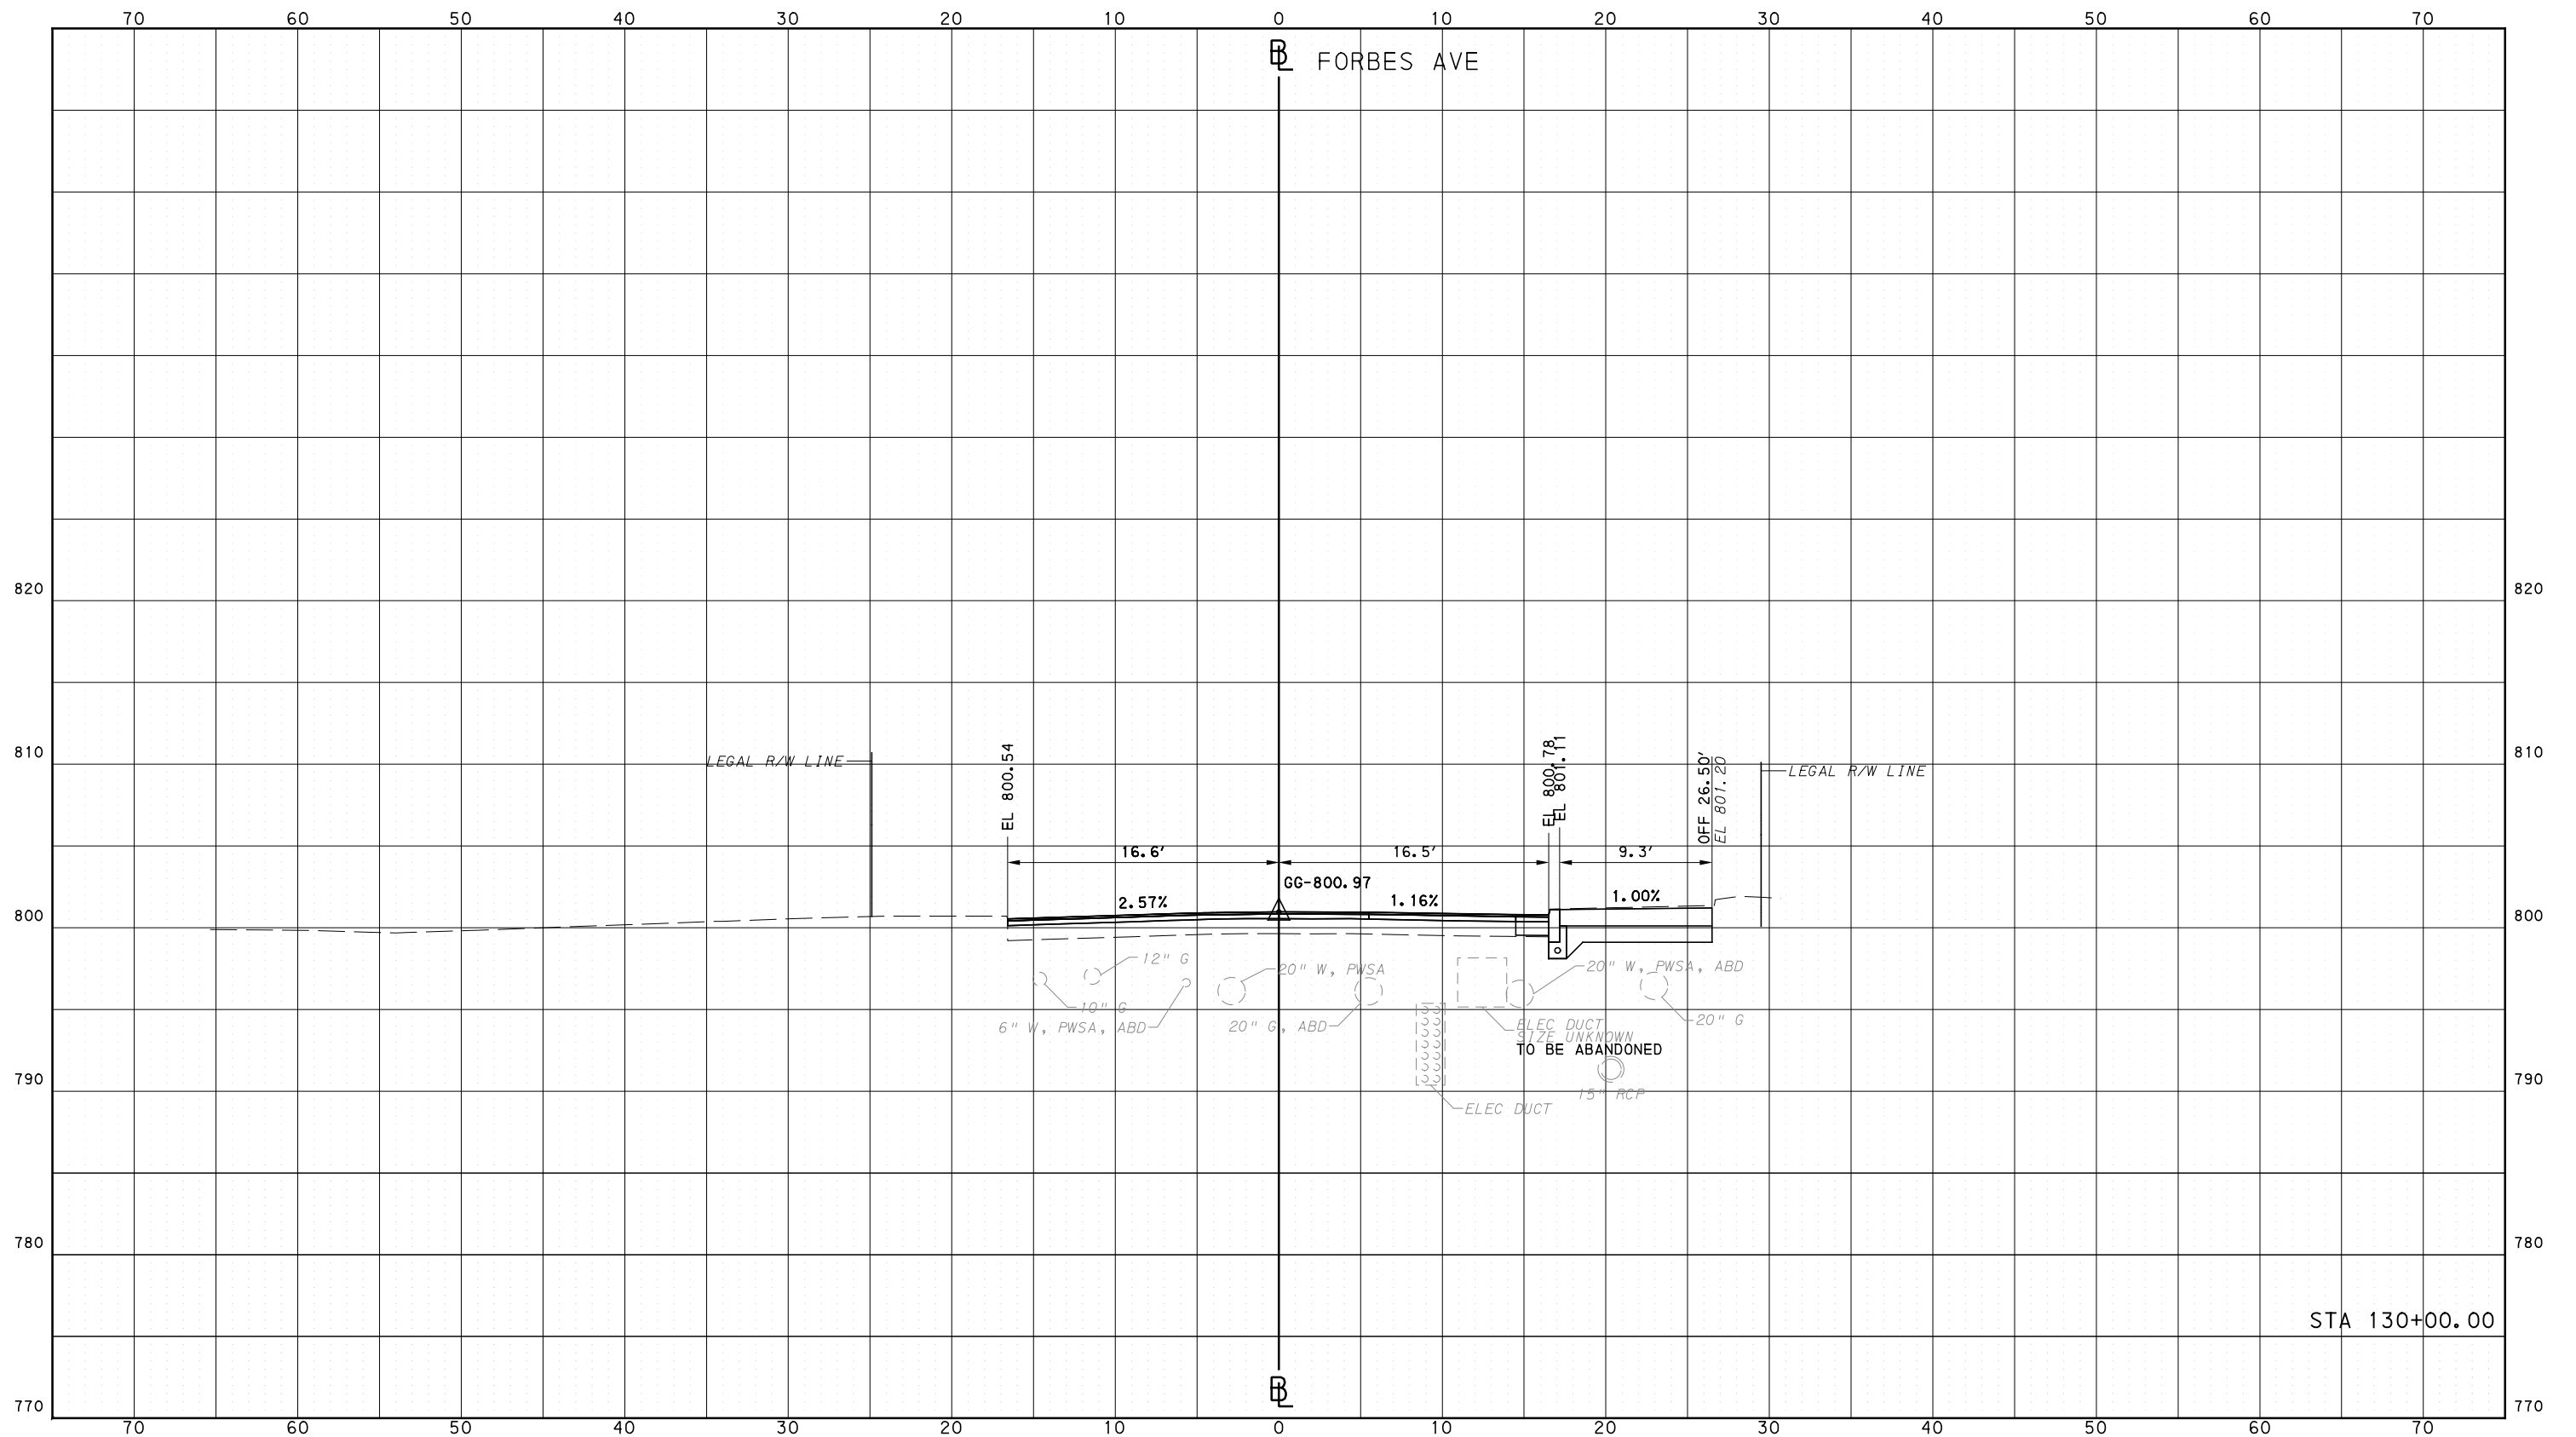 70 60 50 40 30 20 10 0 10 20 30 40 50 60 70
BL FORBES AVE
820 820
810 810
LEGAL R/W LINE
EL 800.54
EL 800.78
EL 801.11
OFF 26.50'
EL 801.20
LEGAL R/W LINE
16.6' 16.5' 9.3'
GG-800.97
2.57% 1.16% 1.00%
800 800
12" G
20" W, PWSA
20" W, PWSA, ABD
10" G
6" W, PWSA, ABD
20" G, ABD
ELEC DUCT
SIZE UNKNOWN
TO BE ABANDONED
20" G
790 790
15" RCP
ELEC DUCT
780 780
STA 130+00.00
BL
770 770
70 60 50 40 30 20 10 0 10 20 30 40 50 60 70